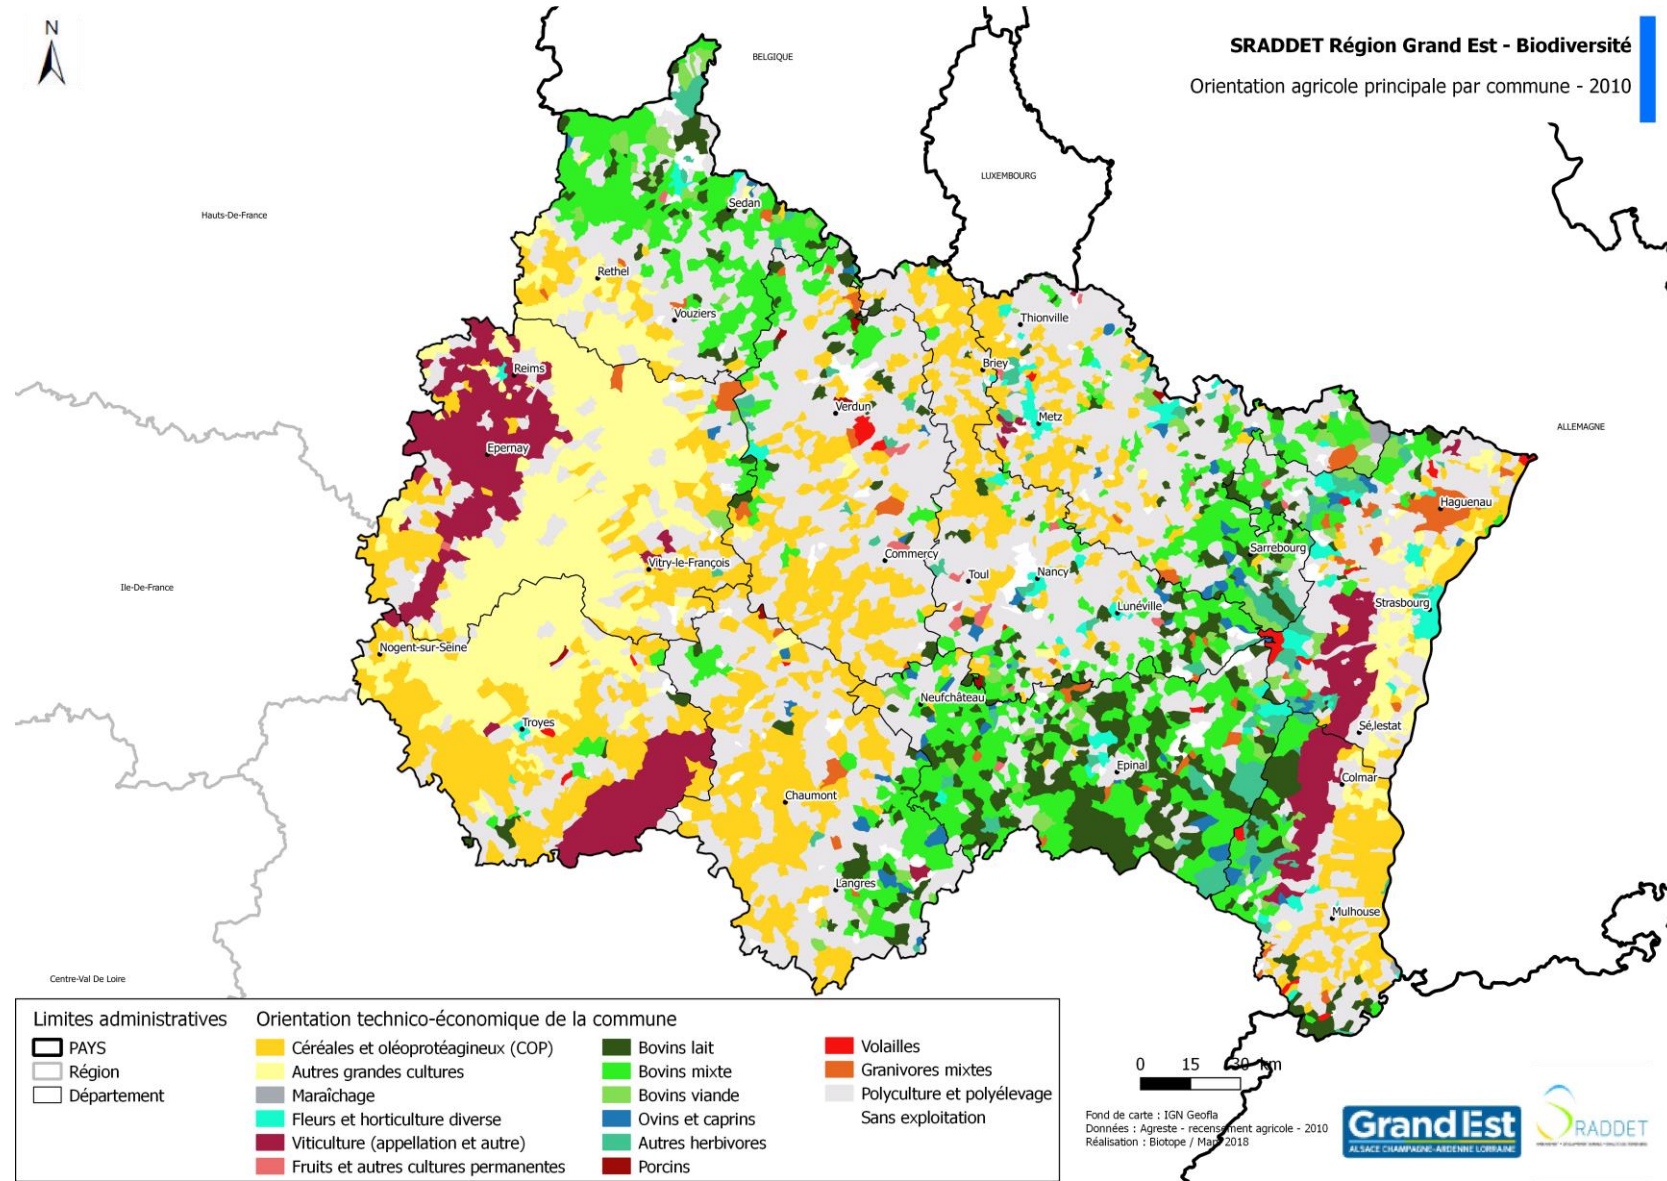 N
SRADDET Région Grand Est - Biodiversité
Orientation agricole principale par commune - 2010
BELGIQUE
LUXEMBOURG
Hauts-De-France
Sedan
Rethel
Vouziers
Thionville
Briey
Reims
Verdun
Metz
ALLEMAGNE
Epernay
Haguenau
Sarrebourg
Commercy
Vitry-le-François
Toul
Nancy
Ile-De-France
Lunéville
Strasbourg
Nogent-sur-Seine
Neufchâteau
Troyes
Sélestat
Epinal
Colmar
Chaumont
Langres
Mulhouse
Centre-Val De Loire
Limites administratives
PAYS
Région
Département
Orientation technico-économique de la commune
Céréales et oléoprotéagineux (COP)
Autres grandes cultures
Maraîchage
Fleurs et horticulture diverse
Viticulture (appellation et autre)
Fruits et autres cultures permanentes
Bovins lait
Bovins mixte
Bovins viande
Ovins et caprins
Autres herbivores
Porcins
Volailles
Granivores mixtes
Polyculture et polyélevage
Sans exploitation
0 15 30 km
Fond de carte : IGN Geofla
Données : Agreste - recensement agricole - 2010
Réalisation : Biotope / Mars 2018
Grand Est
ALSACE CHAMPAGNE-ARDENNE LORRAINE
SRADDET